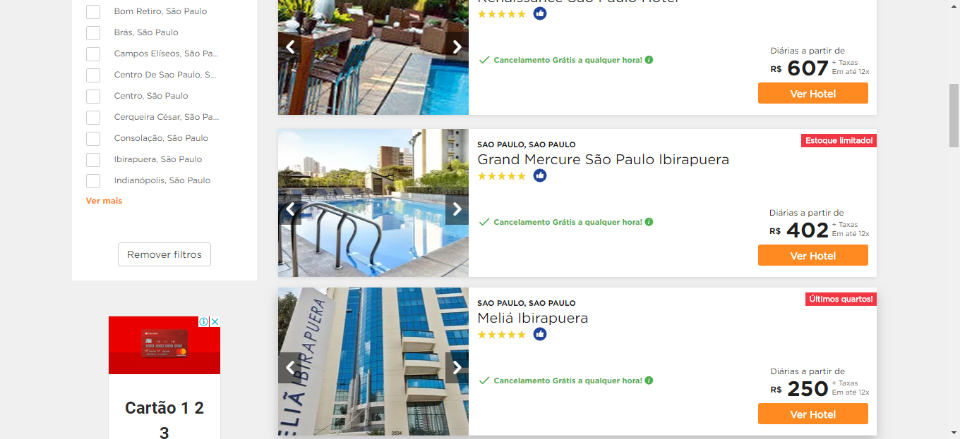 Bom Retiro, São Paulo
Brás, São Paulo
Campos Elíseos, São Pa...
Centro De Sao Paulo, S...
Centro, São Paulo
Cerqueira César, São Pa...
Consolação, São Paulo
Ibirapuera, São Paulo
Indianópolis, São Paulo
Ver mais
Remover filtros
Cartão 1 2
3
Renaissance São Paulo Hotel
Cancelamento Grátis a qualquer hora!
Diárias a partir de
R$ 607 + Taxas
Em até 12x
Ver Hotel
Estoque limitado!
SAO PAULO, SAO PAULO
Grand Mercure São Paulo Ibirapuera
Cancelamento Grátis a qualquer hora!
Diárias a partir de
R$ 402 + Taxas
Em até 12x
Ver Hotel
Últimos quartos!
SAO PAULO, SAO PAULO
Meliá Ibirapuera
MELIÃ IBIRAPUERA
Cancelamento Grátis a qualquer hora!
Diárias a partir de
R$ 250 + Taxas
Em até 12x
Ver Hotel